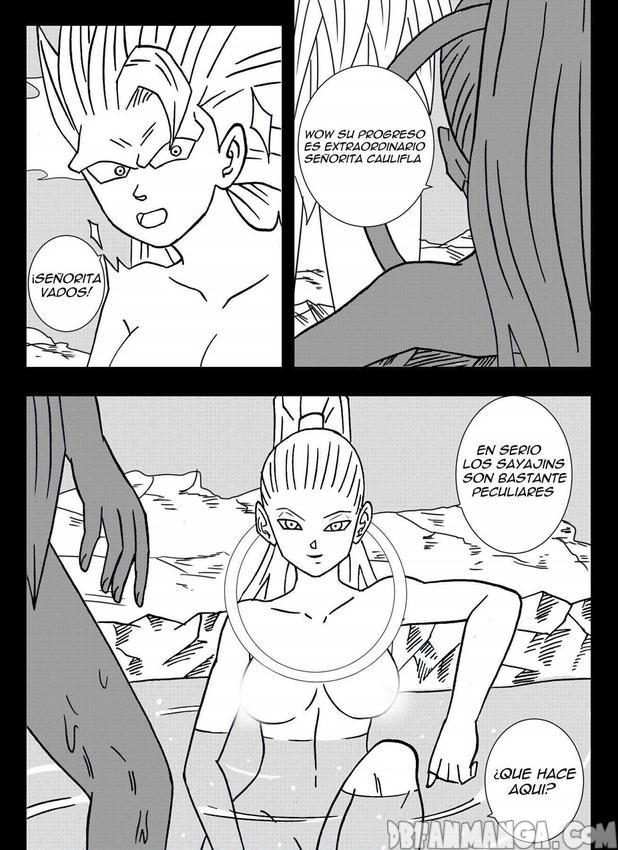 WOW SU PROGRESO
ES EXTRAORDINARIO
SEÑORITA CAULIFLA
¡SEÑORITA
VADOS!
EN SERIO
LOS SAYAJINS
SON BASTANTE
PECULIARES
¿QUE HACE
AQUI?
DBFANMANGA.COM